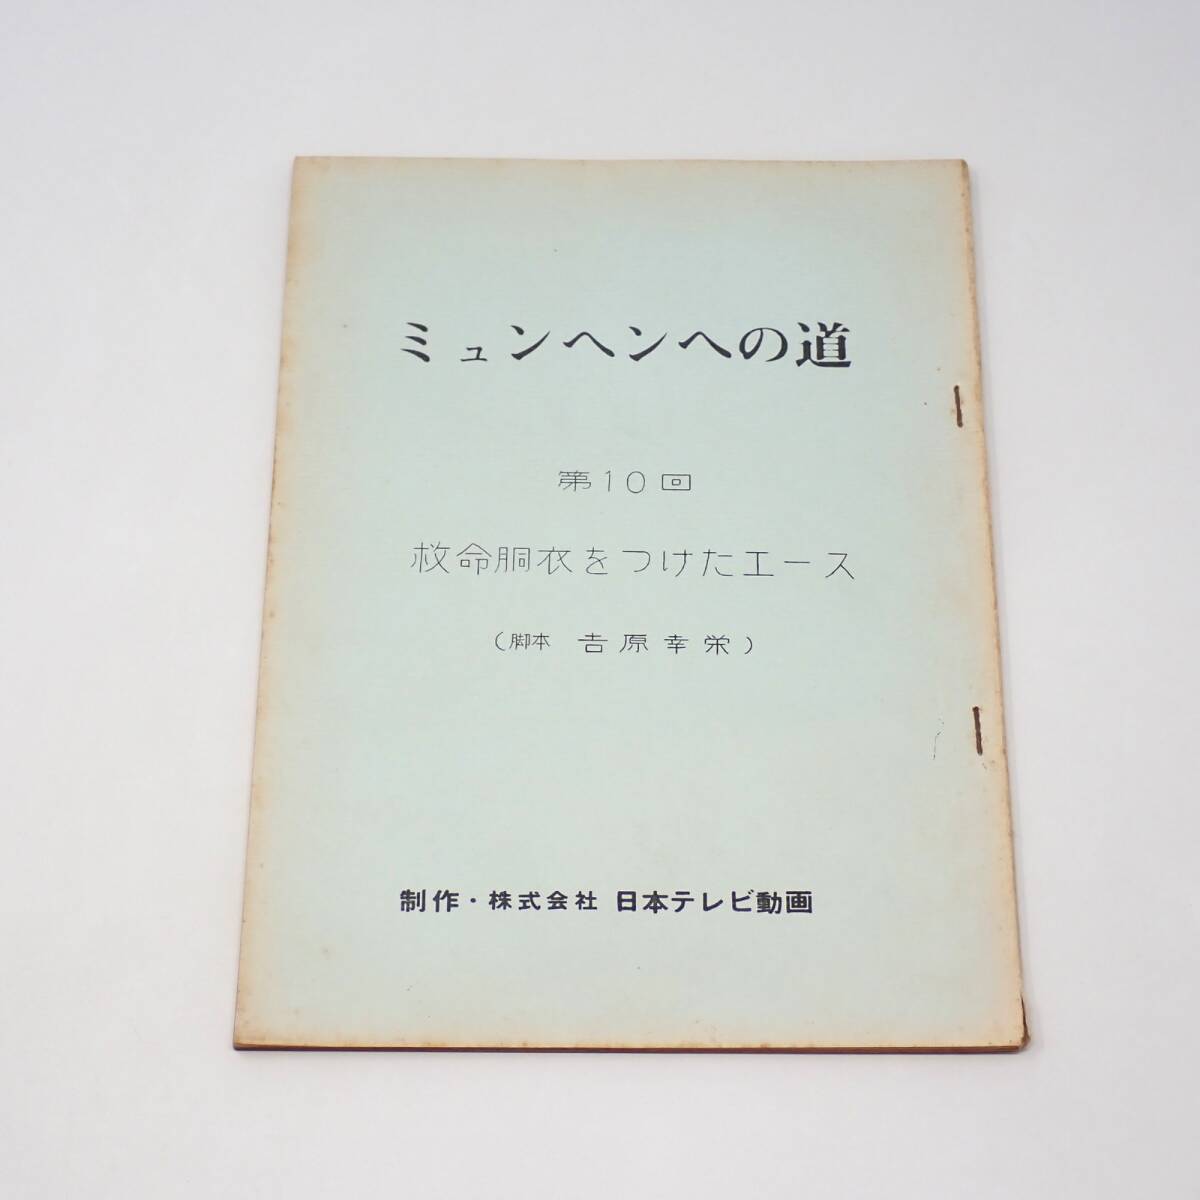 ミュンヘンへの道
第10回
救命胴衣をつけたエース
（脚本 吉原幸栄）
制作・株式会社 日本テレビ動画